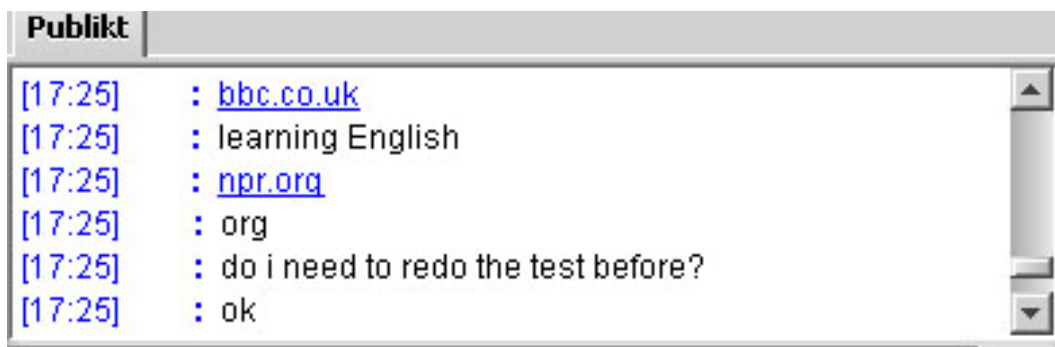 Publikt
[17:25] : bbc.co.uk
[17:25] : learning English
[17:25] : npr.org
[17:25] : org
[17:25] : do i need to redo the test before?
[17:25] : ok